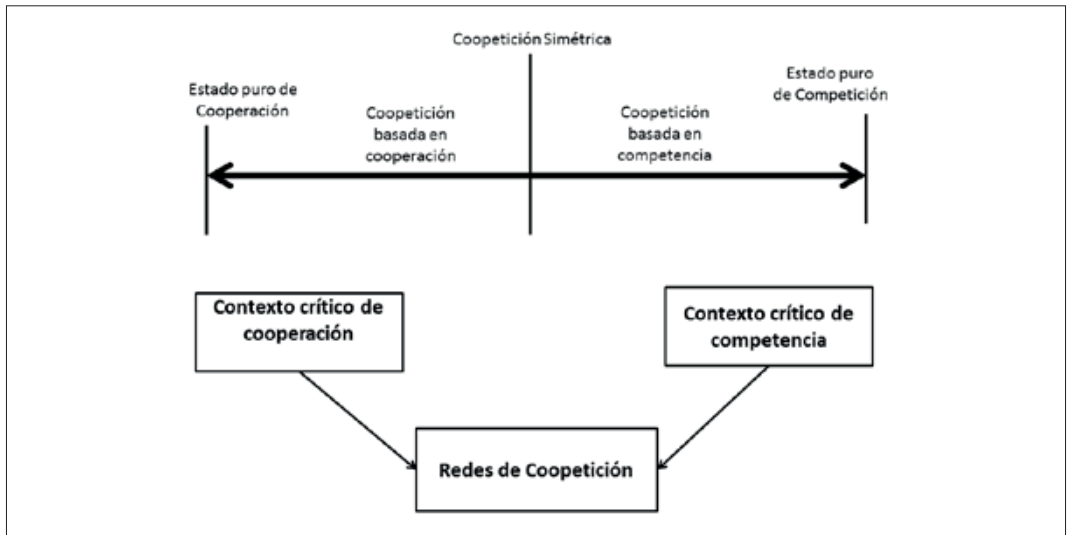 Coopetición Simétrica
Estado puro de
Cooperación
Estado puro
de Competición
Coopetición
basada en
cooperación
Coopetición
basada en
competencia
Contexto crítico de
cooperación
Contexto crítico de
competencia
Redes de Coopetición